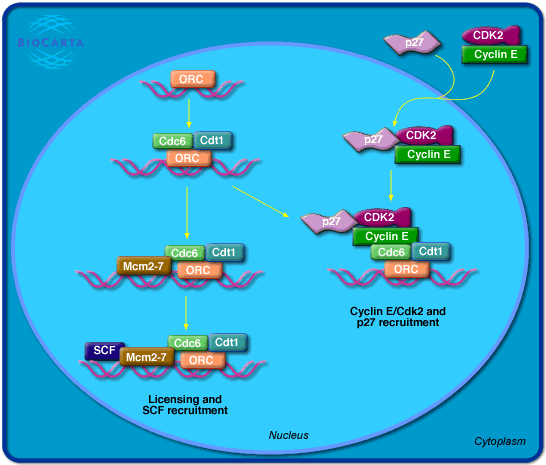 BIOCARTA
p27
CDK2
Cyclin E
ORC
Cdc6 Cdt1
ORC
p27 CDK2
Cyclin E
p27 CDK2
Cyclin E
Cdc6 Cdt1
ORC
Mcm2-7 Cdc6 Cdt1
ORC
SCF Mcm2-7 Cdc6 Cdt1
ORC
Cyclin E/Cdk2 and
p27 recruitment
Licensing and
SCF recruitment
Nucleus
Cytoplasm